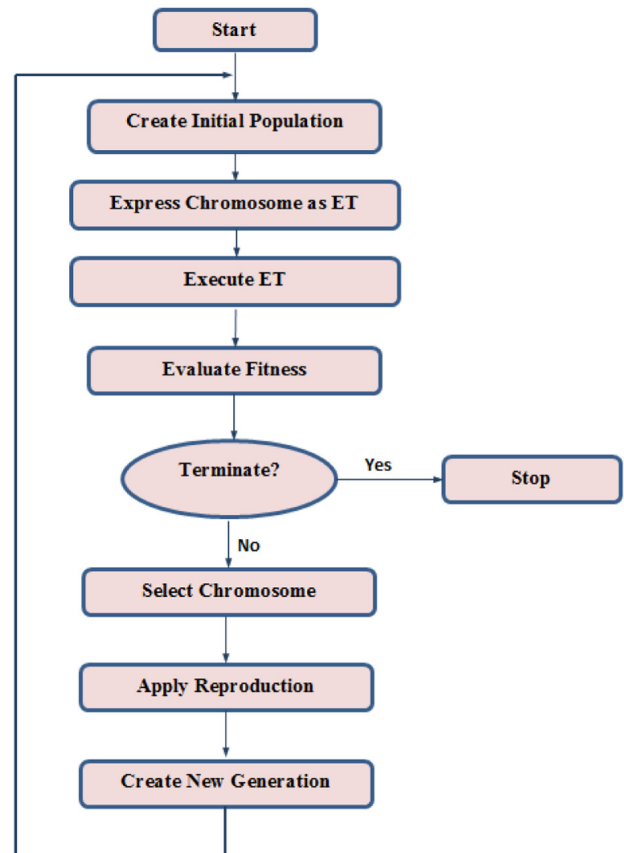 Start
Create Initial Population
Express Chromosome as ET
Execute ET
Evaluate Fitness
Terminate?
Yes
Stop
No
Select Chromosome
Apply Reproduction
Create New Generation